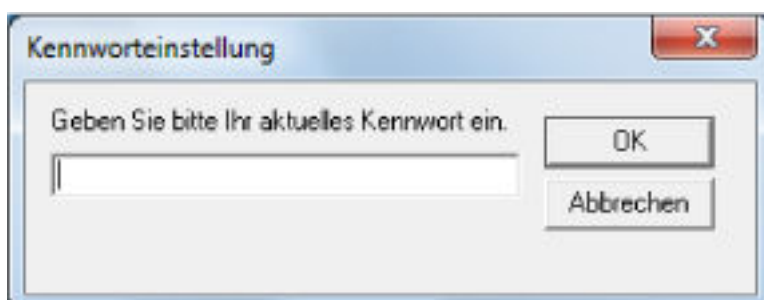 Kennworteinstellung
Geben Sie bitte Ihr aktuelles Kennwort ein.
OK
Abbrechen